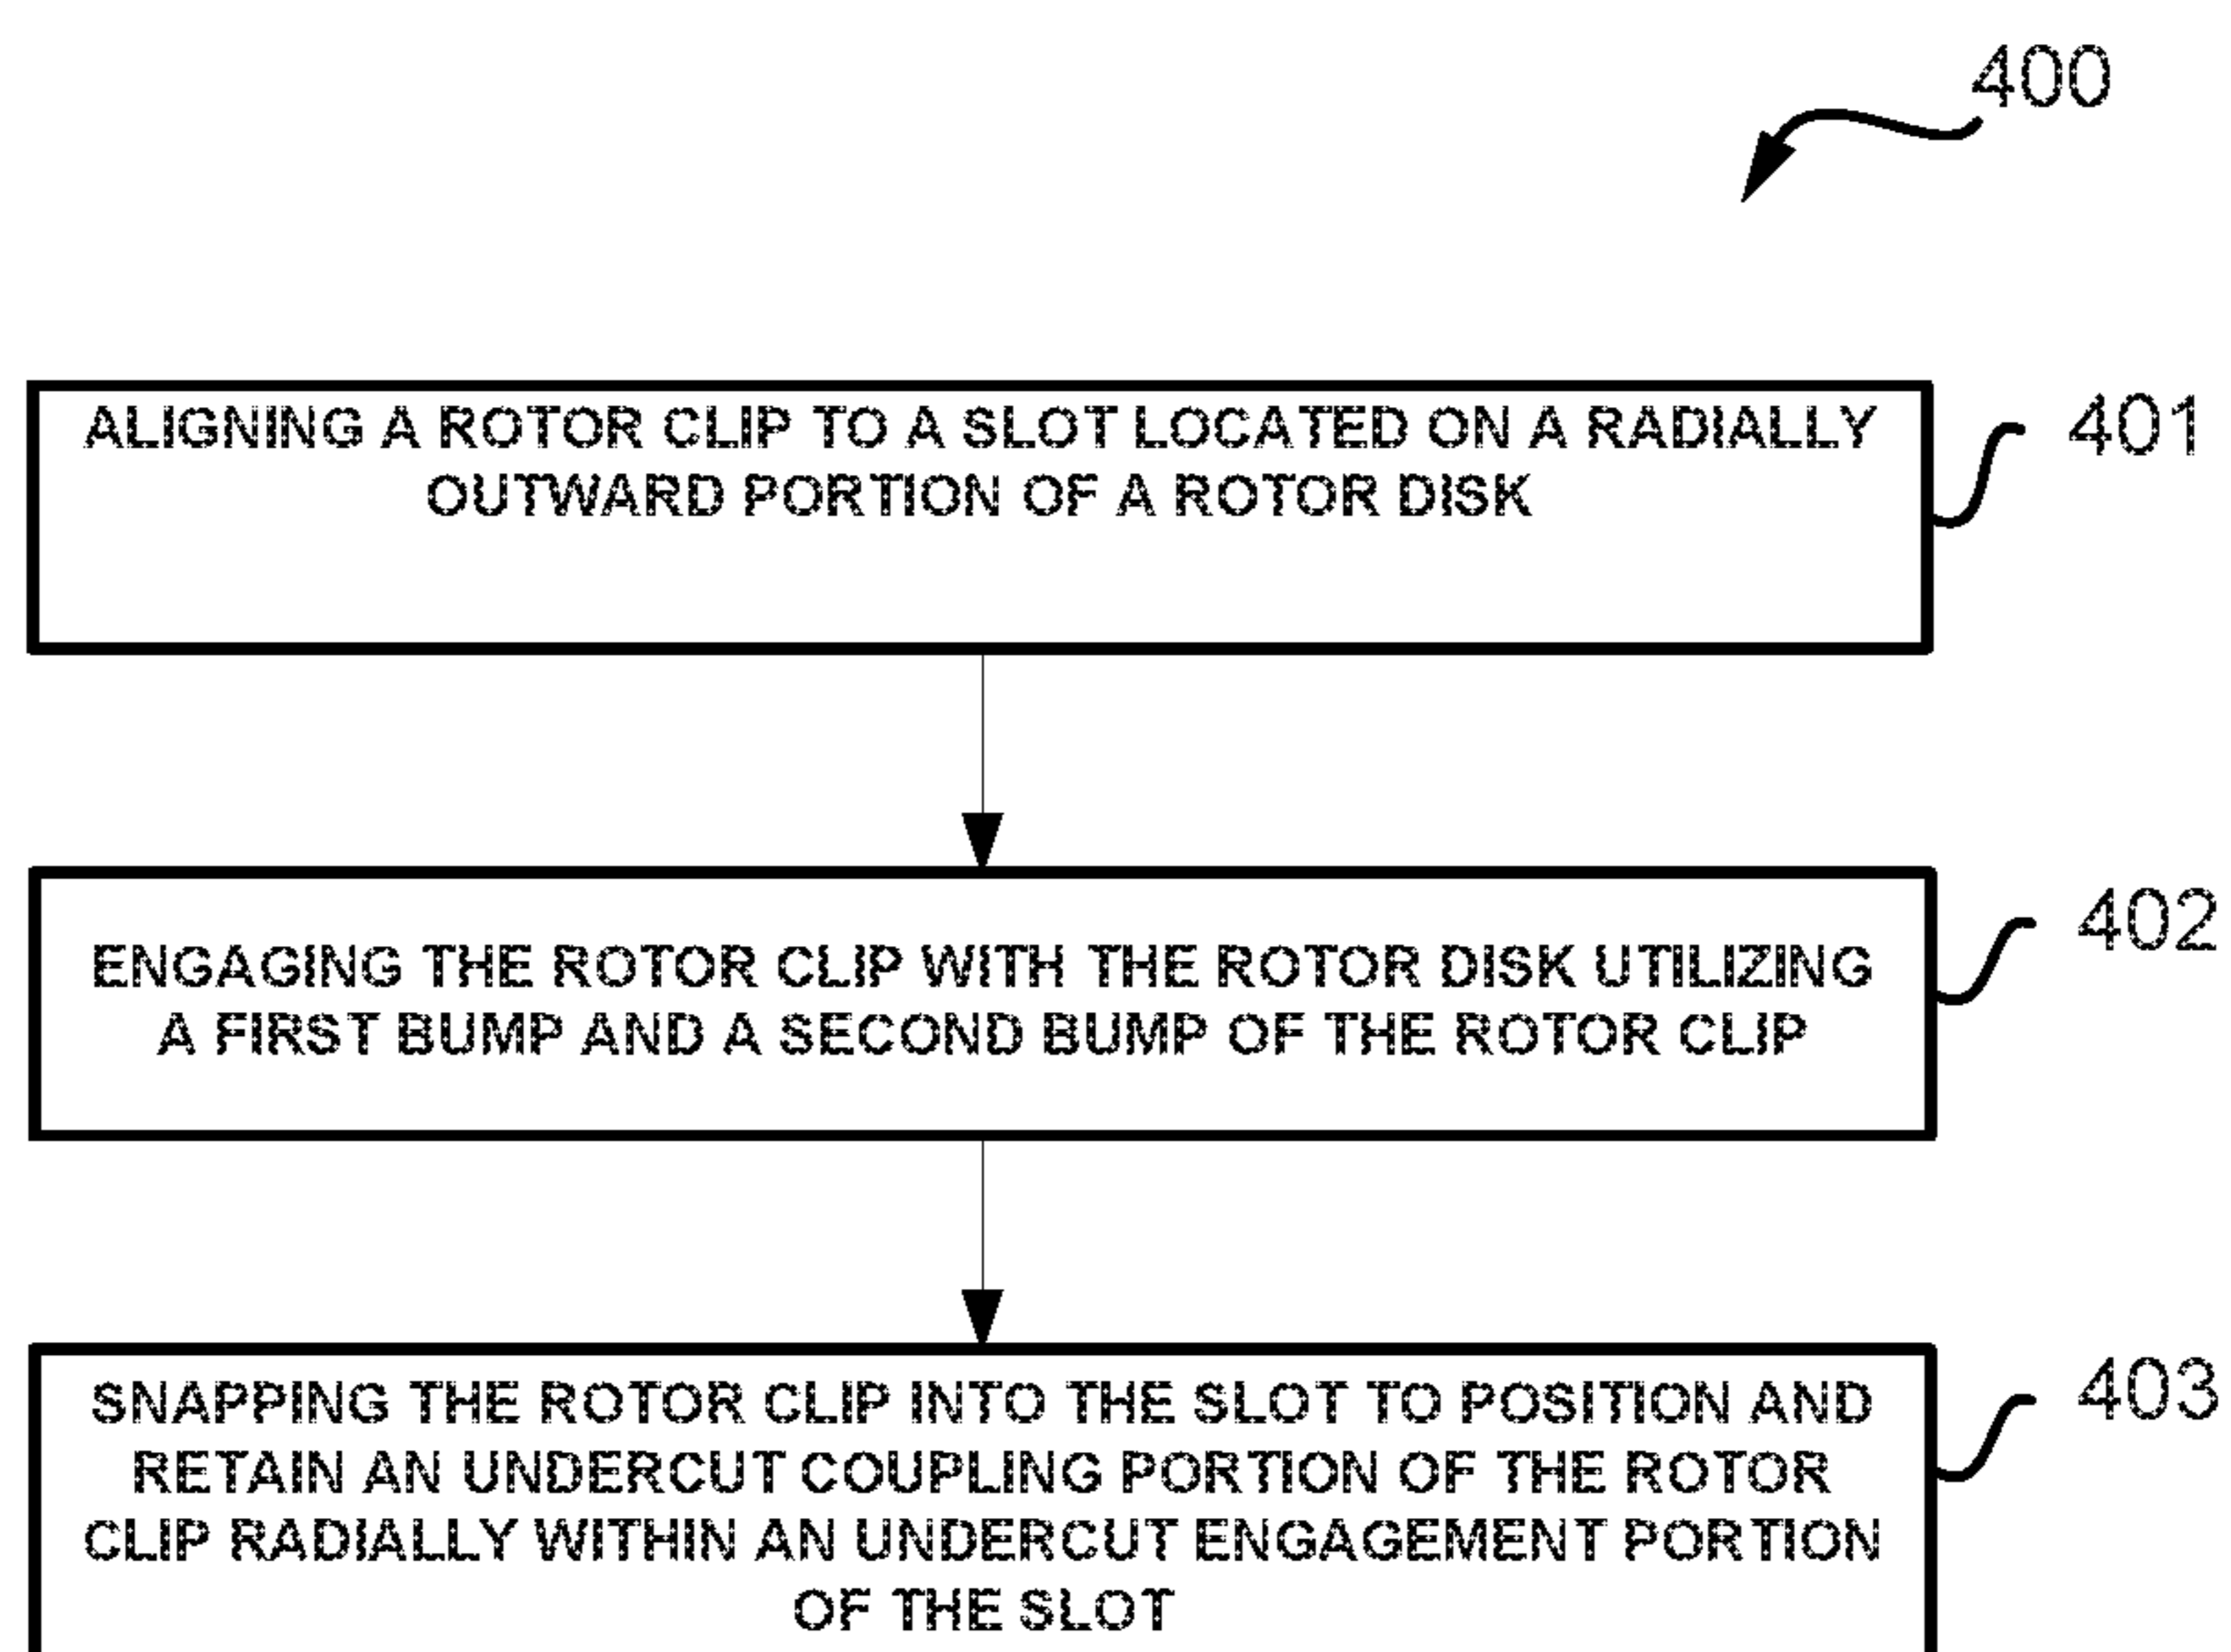 400
ALIGNING A ROTOR CLIP TO A SLOT LOCATED ON A RADIALLY
OUTWARD PORTION OF A ROTOR DISK
401
ENGAGING THE ROTOR CLIP WITH THE ROTOR DISK UTILIZING
A FIRST BUMP AND A SECOND BUMP OF THE ROTOR CLIP
402
SNAPPING THE ROTOR CLIP INTO THE SLOT TO POSITION AND
RETAIN AN UNDERCUT COUPLING PORTION OF THE ROTOR
CLIP RADIALLY WITHIN AN UNDERCUT ENGAGEMENT PORTION
OF THE SLOT
403